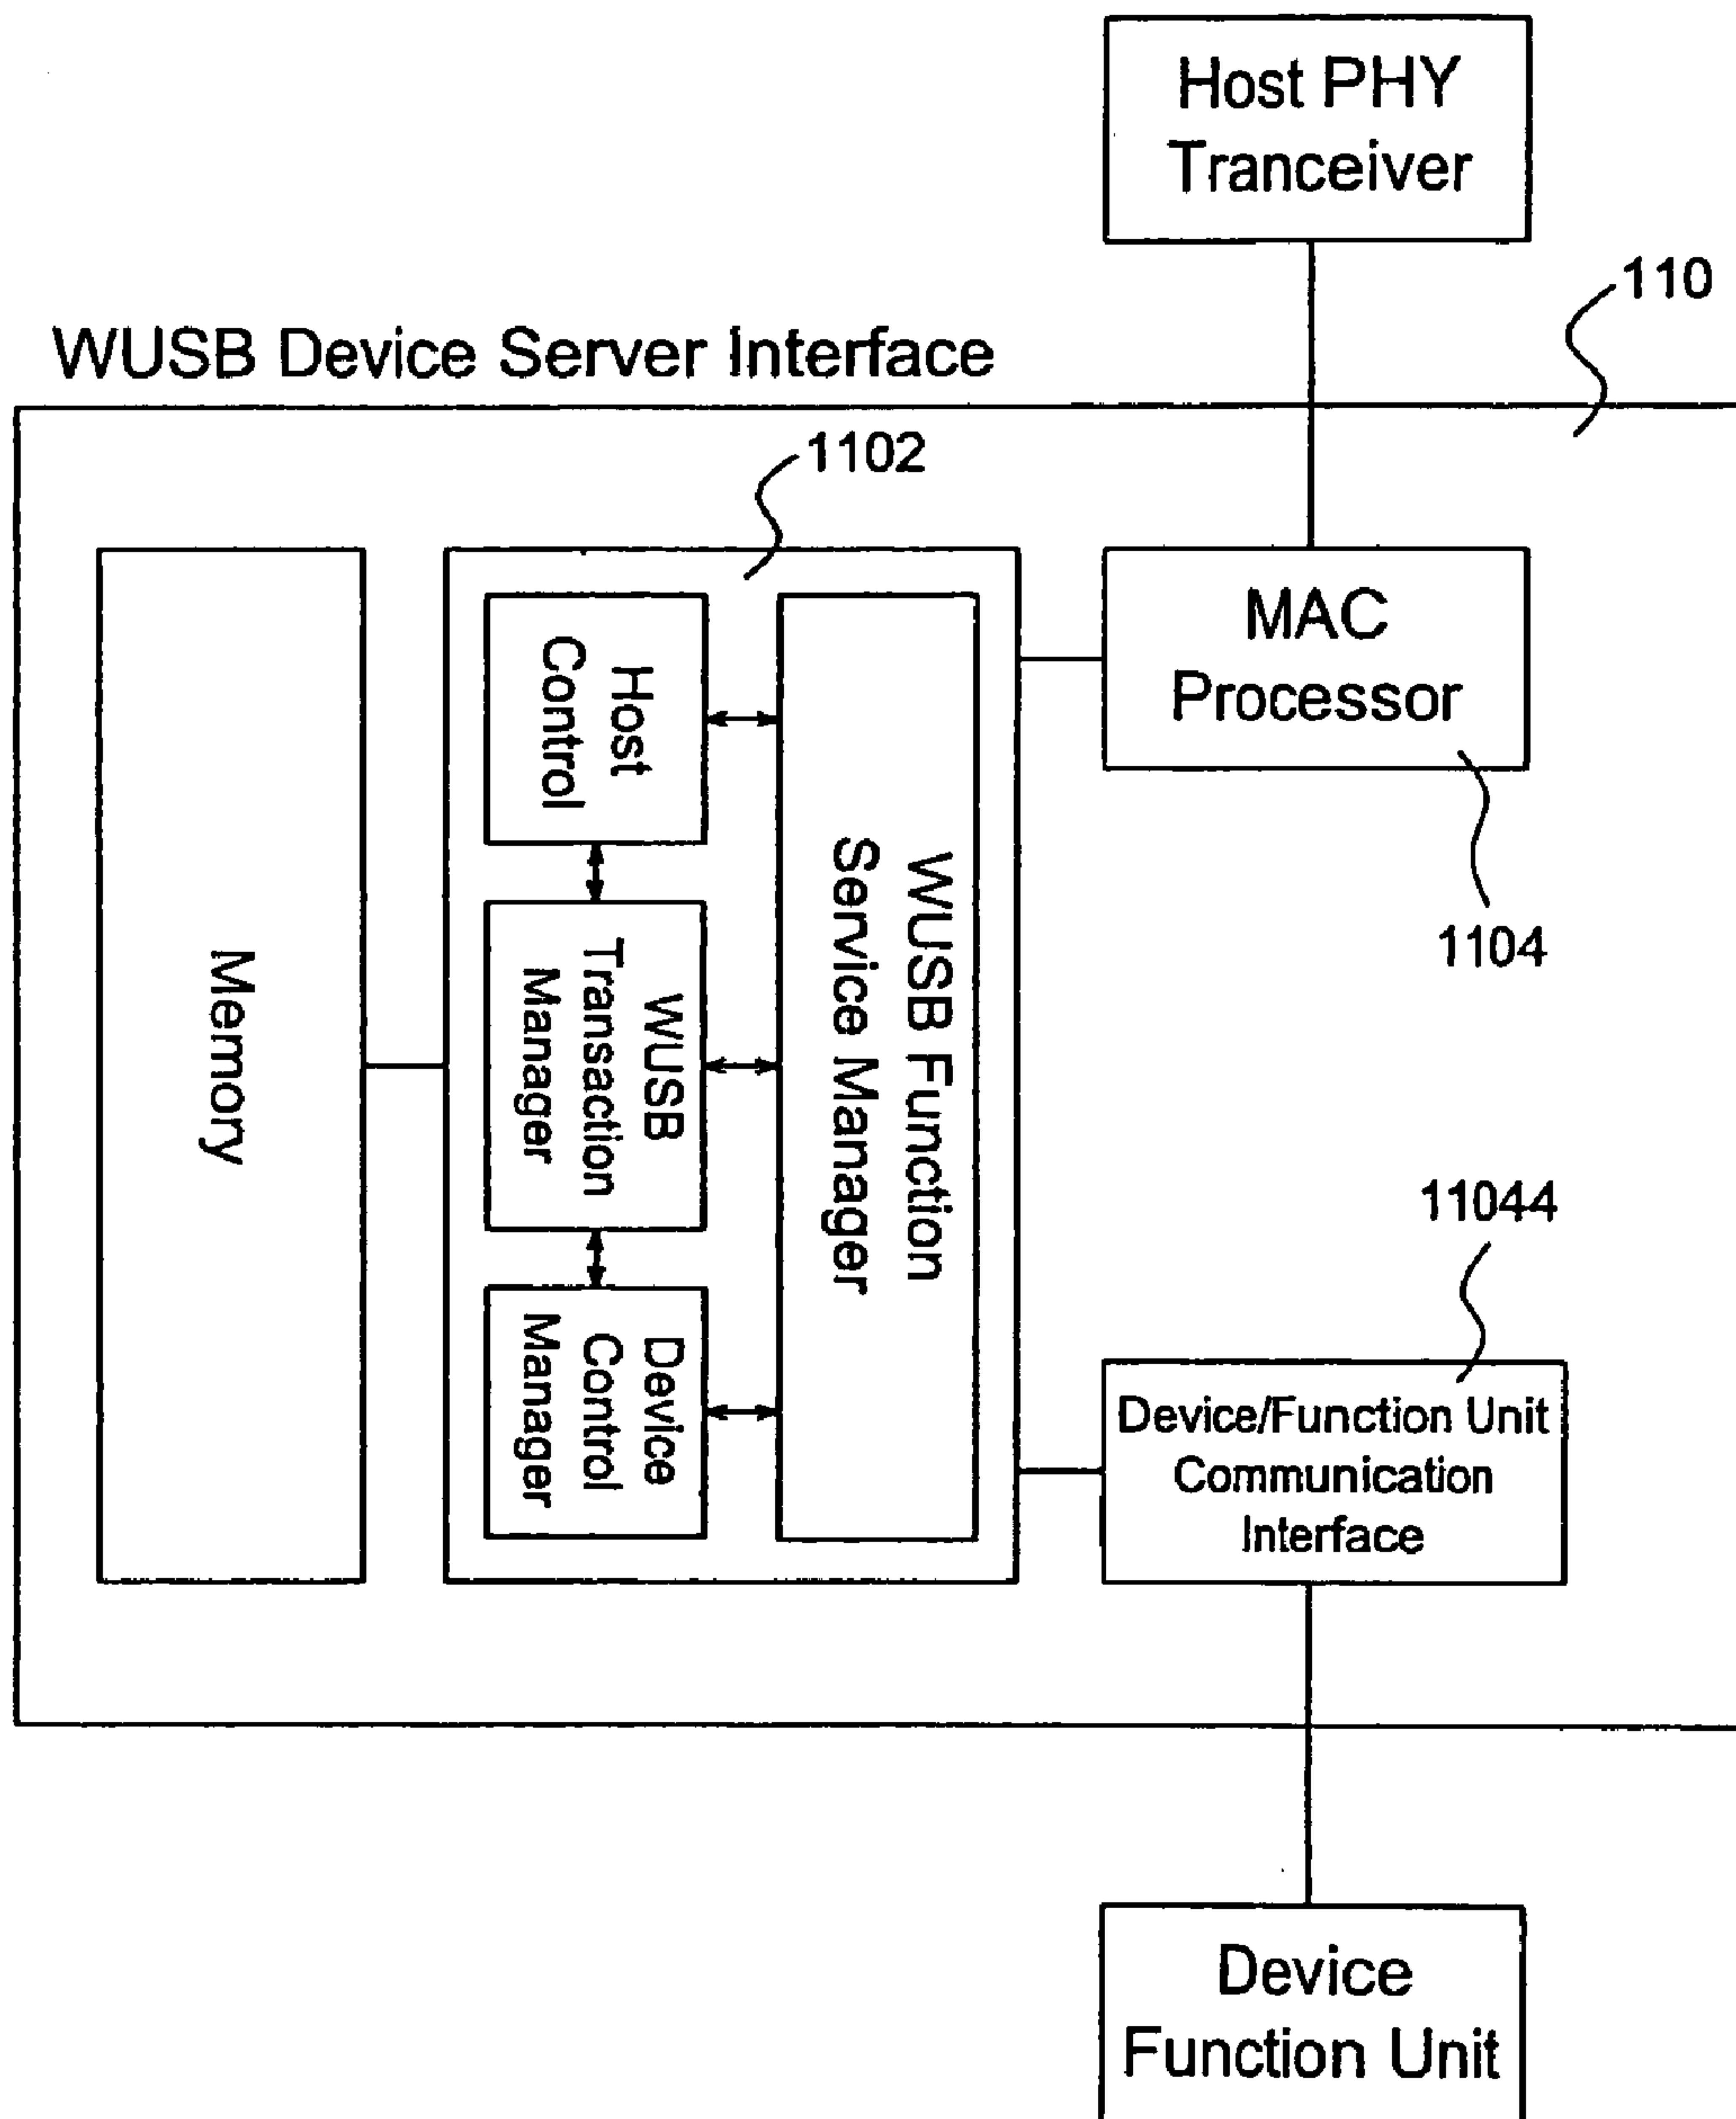 Host PHY
Tranceiver
110
WUSB Device Server Interface
1102
Host
Control
WUSB
Transaction
Manager
Device
Control
Manager
WUSB Function
Service Manager
Memory
MAC
Processor
1104
11044
Device/Function Unit
Communication
Interface
Device
Function Unit